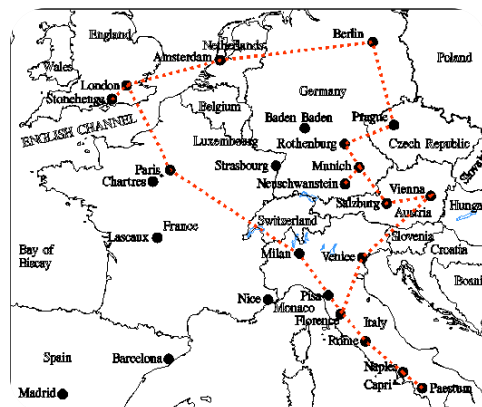 England
Berlin
Netherlands
Amsterdam
Poland
Wales
London
Stonehenge
Germany
Belgium
ENGLISH CHANNEL
Baden Baden
Prague
Luxembourg
Rothenburg
Czech Republic
Paris
Strasbourg
Munich
Chartres
Neuschwanstein
Vienna
Salzburg
Austria
Hunga
France
Switzerland
Slovenia
Lascaux
Croatia
Bay of
Biscay
Milan
Venice
Bosni
Nice
Pisa
Monaco
Florence
Italy
Rome
Spain
Barcelona
Naples
Capri
Paestum
Madrid